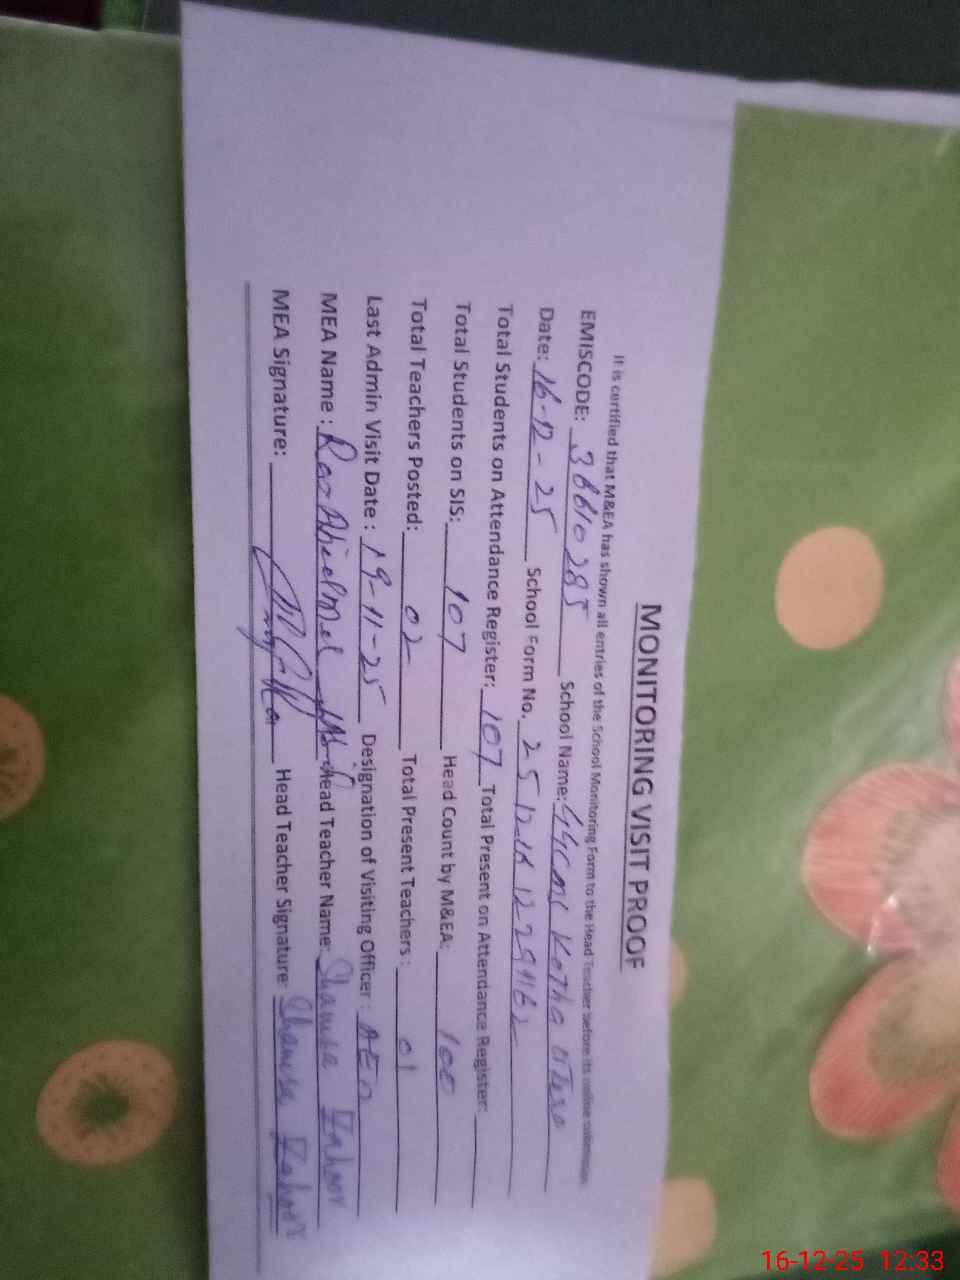 MONITORING VISIT PROOF
It is certified that M&EA has shown all entries of the School Monitoring Form to the Head Teacher before its online submission.
EMISCODE: School Name:
Date: 16-12-25 School Form No.
Total Students on Attendance Register: 107 Total Present on Attendance Register:
Total Students on SIS: 107 Head Count by M&EA: 100
Total Teachers Posted: 02 Total Present Teachers: 01
Last Admin Visit Date: 19-11-25 Designation of Visiting Officer: AEO
MEA Name: Head Teacher Name: Shamsa Zahoor
MEA Signature: Head Teacher Signature: Shamsa Zahoor
16-12-25 12:33